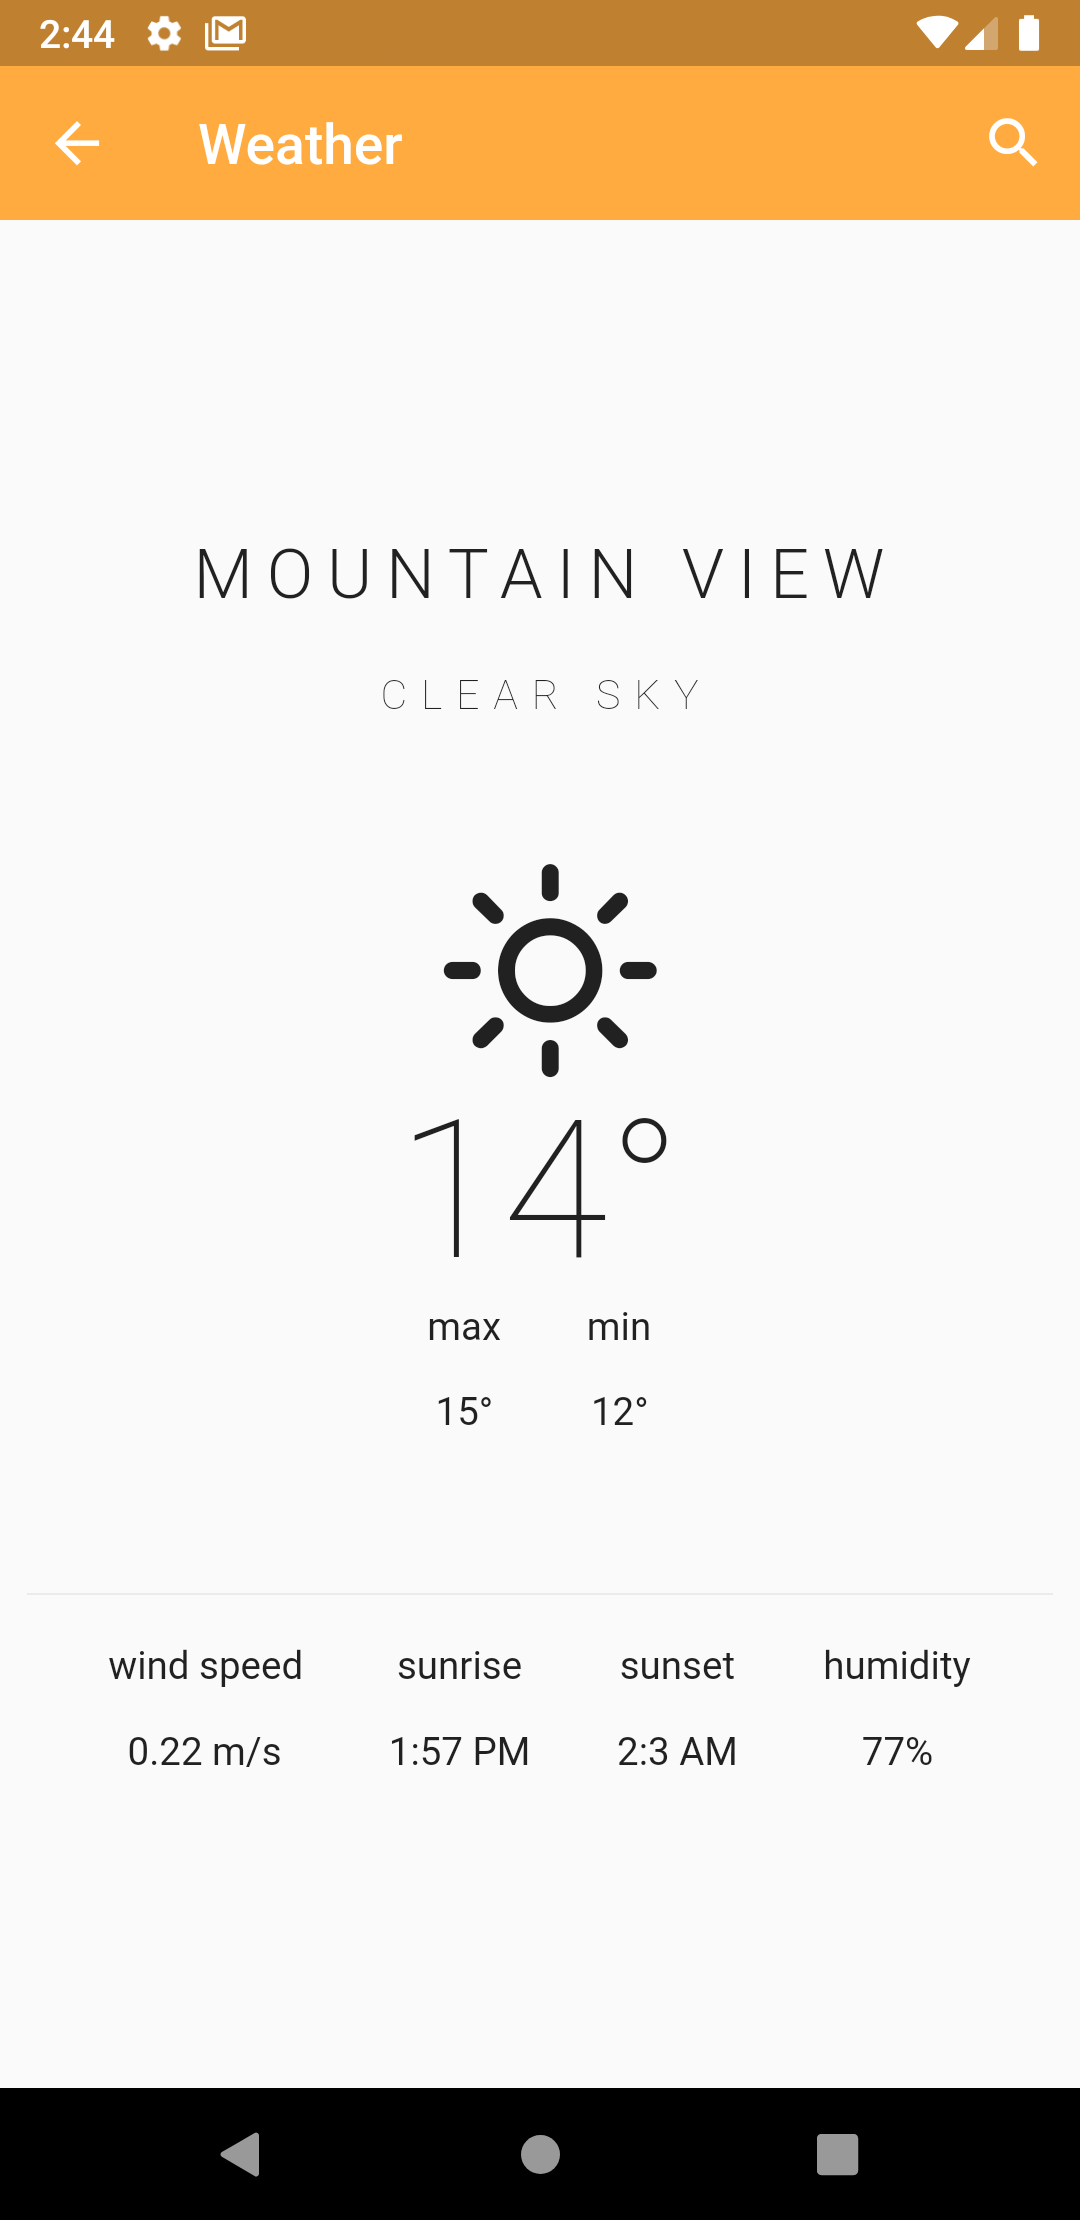 2:44
Weather
MOUNTAIN VIEW
CLEAR SKY
14°
max min
15° 12°
wind speed sunrise sunset humidity
0.22 m/s 1:57 PM 2:3 AM 77%